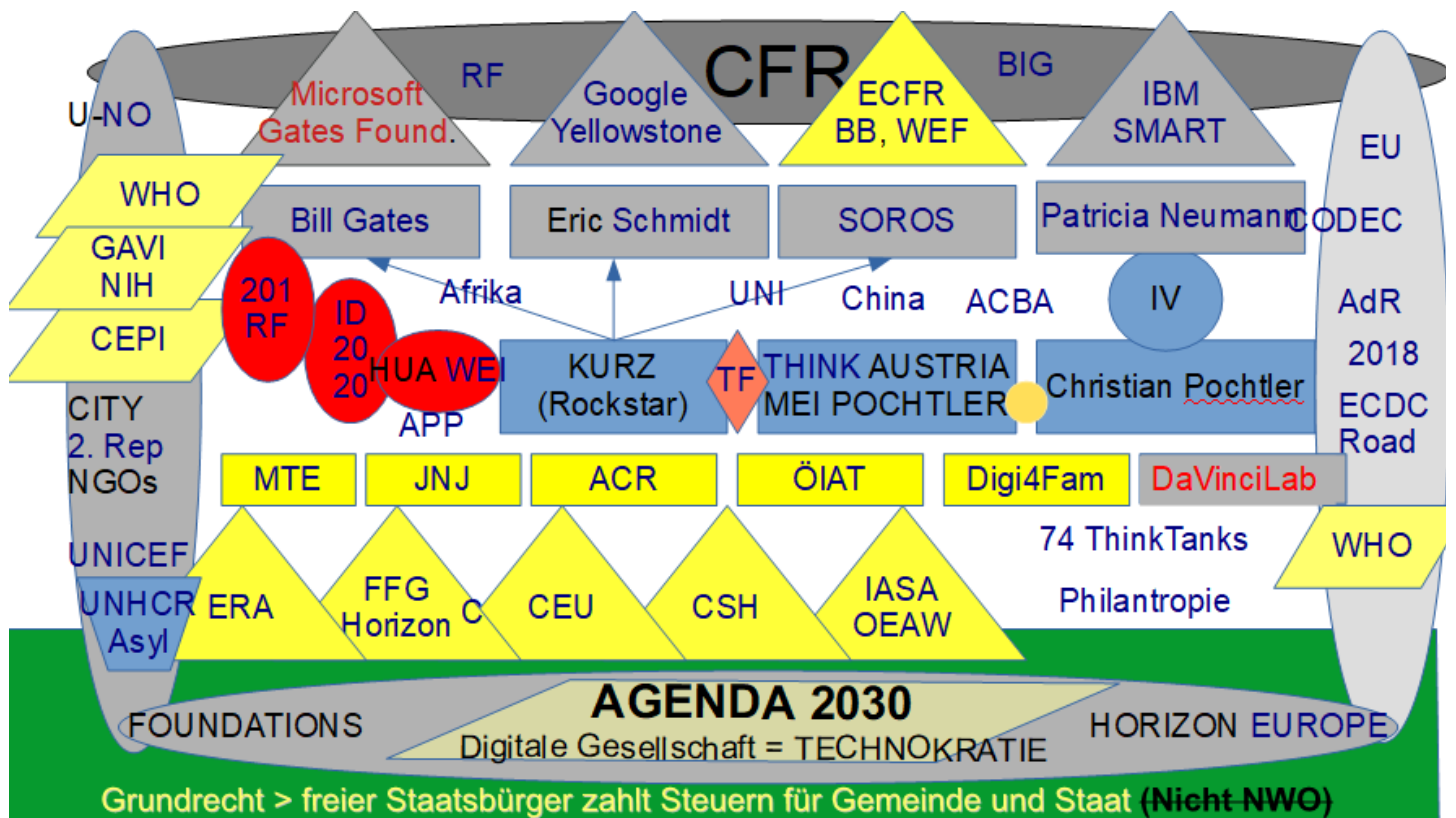 CFR
RF
BIG
Microsoft
Gates Found.
Google
Yellowstone
ECFR
BB, WEF
IBM
SMART
U-NO
EU
WHO
Bill Gates
Eric Schmidt
SOROS
Patricia Neumann
CODEC
GAVI
NIH
201
RF
ID
20
20
Afrika
UNI
China
ACBA
IV
AdR
2018
CEPI
HUA WEI
KURZ
(Rockstar)
TF
THINK AUSTRIA
MEI POCHTLER
Christian Pochtler
ECDC
Road
CITY
2. Rep
NGOs
APP
MTE
JNJ
ACR
ÖIAT
Digi4Fam
DaVinciLab
UNICEF
74 ThinkTanks
WHO
UNHCR
Asyl
ERA
FFG
Horizon
C
CEU
CSH
IASA
OEAW
Philantropie
FOUNDATIONS
AGENDA 2030
Digitale Gesellschaft = TECHNOKRATIE
HORIZON EUROPE
Grundrecht > freier Staatsbürger zahlt Steuern für Gemeinde und Staat (Nicht NWO)